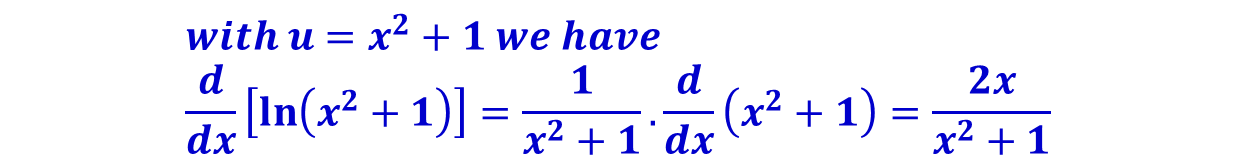 with u = x² + 1 we have
d/dx [ln(x² + 1)] = 1/(x² + 1) . d/dx (x² + 1) = 2x/(x² + 1)